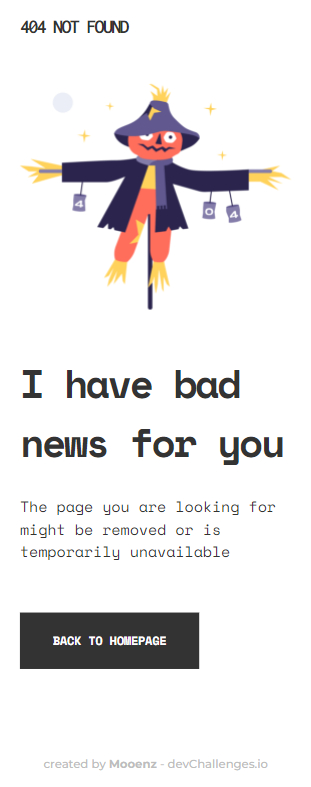 404 NOT FOUND
4
0
4
I have bad
news for you
The page you are looking for
might be removed or is
temporarily unavailable
BACK TO HOMEPAGE
created by Mooenz - devChallenges.io